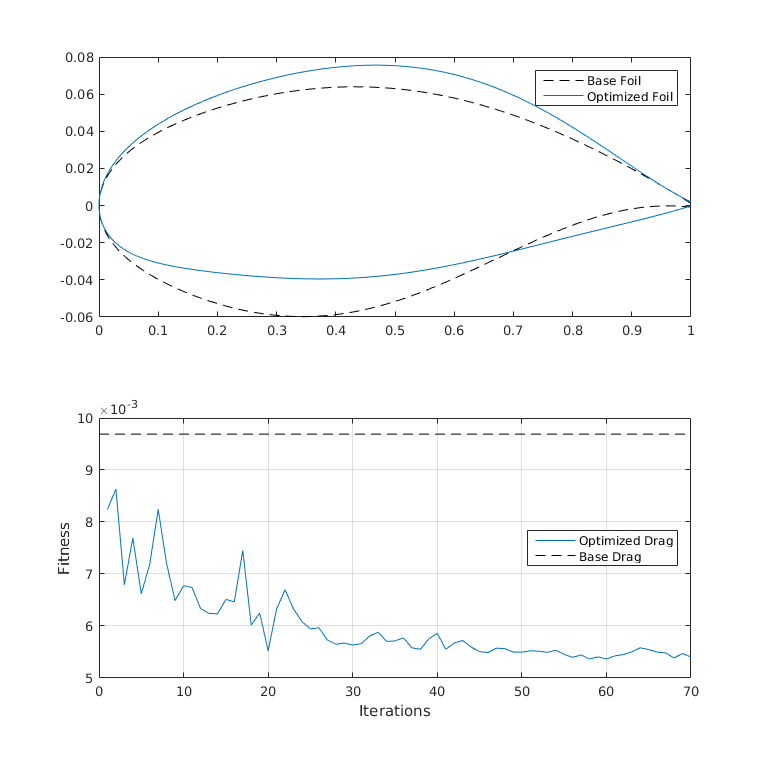 0.08
0.06
0.04
0.02
0
-0.02
-0.04
-0.06
0 0.1 0.2 0.3 0.4 0.5 0.6 0.7 0.8 0.9 1
Base Foil
Optimized Foil
×10-3
10
9
8
7
6
5
Fitness
Optimized Drag
Base Drag
0 10 20 30 40 50 60 70
Iterations